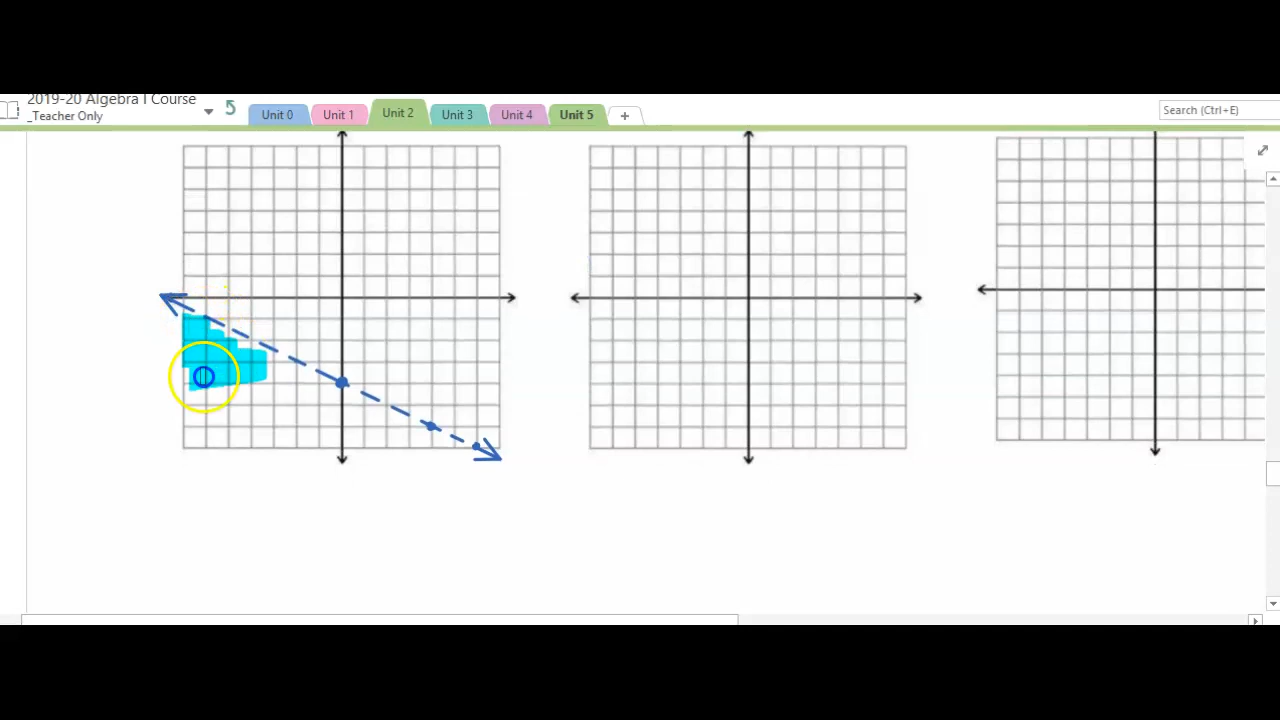 2019-20 Algebra I Course
_Teacher Only
Unit 0
Unit 1
Unit 2
Unit 3
Unit 4
Unit 5
+
Search (Ctrl+E)